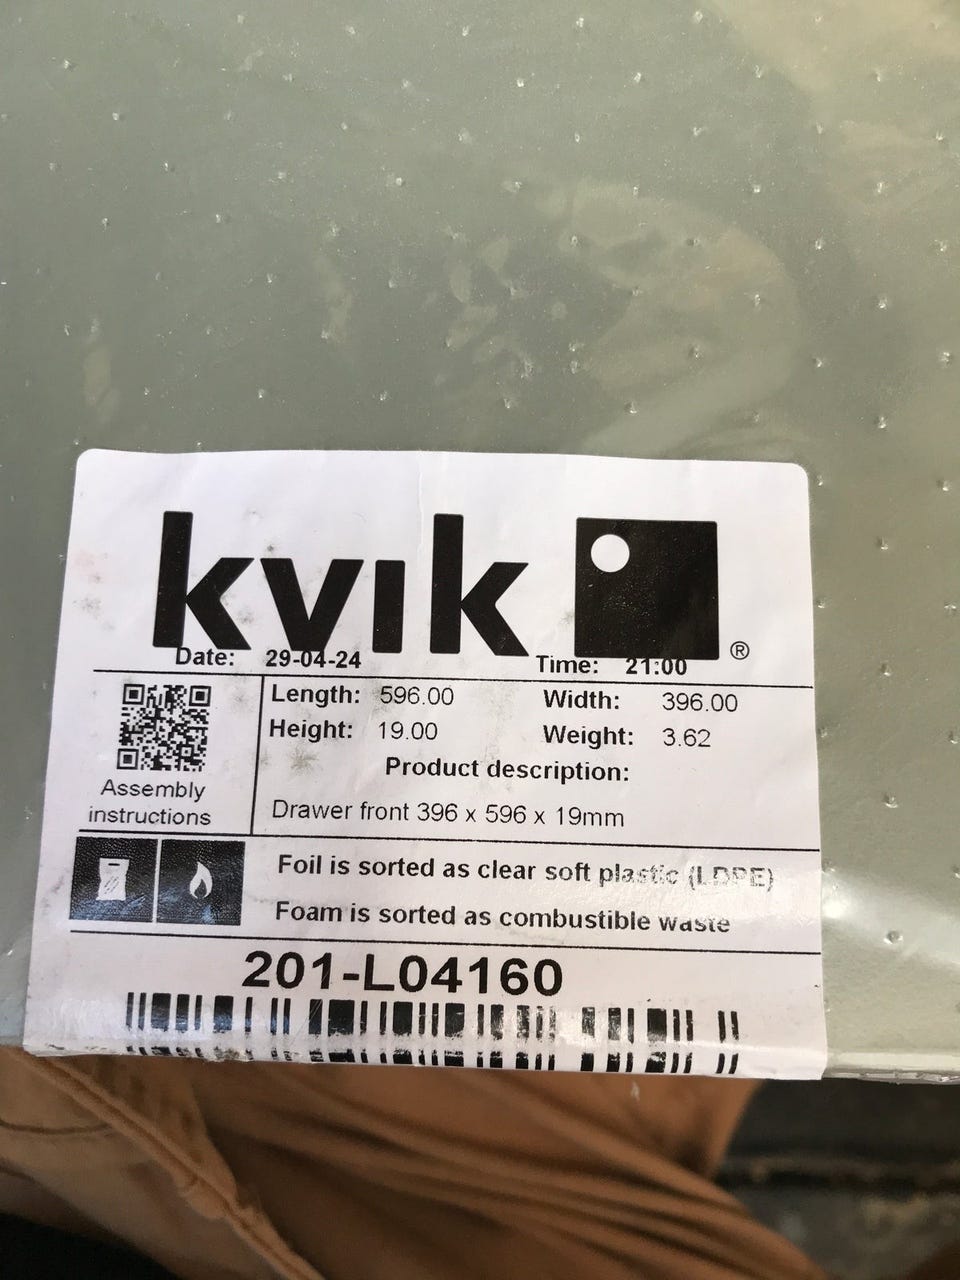 kvik ®
Date: 29-04-24 Time: 21:00
Length: 596.00 Width: 396.00
Height: 19.00 Weight: 3.62
Product description:
Assembly
instructions
Drawer front 396 x 596 x 19mm
Foil is sorted as clear soft plastic (LDPE)
Foam is sorted as combustible waste
201-L04160